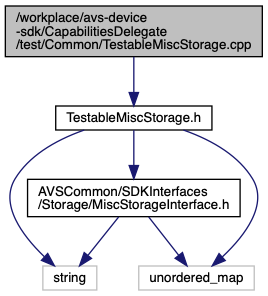 /workplace/avs-device
-sdk/CapabilitiesDelegate
/test/Common/TestableMiscStorage.cpp
TestableMiscStorage.h
AVSCommon/SDKInterfaces
/Storage/MiscStorageInterface.h
string
unordered_map